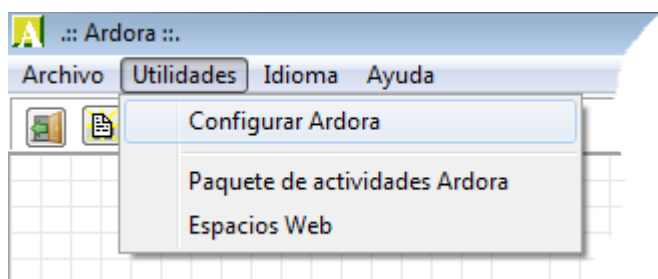 A .:: Ardora ::.
Archivo Utilidades Idioma Ayuda
Configurar Ardora
Paquete de actividades Ardora
Espacios Web